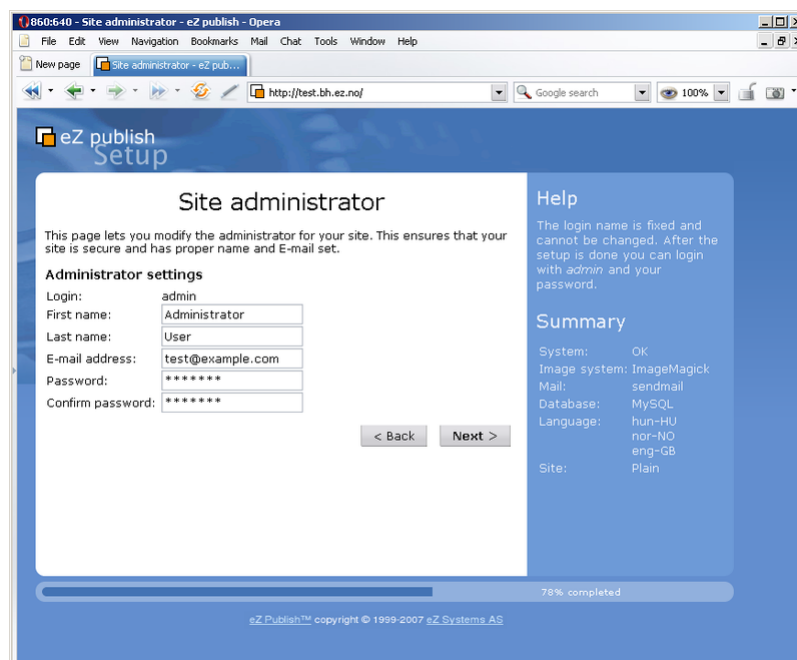 860:640 - Site administrator - eZ publish - Opera
File Edit View Navigation Bookmarks Mail Chat Tools Window Help
New page Site administrator - eZ pub...
http://test.bh.ez.no/ Google search 100%
eZ publish
Setup
Site administrator
This page lets you modify the administrator for your site. This ensures that your
site is secure and has proper name and E-mail set.
Administrator settings
Login: admin
First name: Administrator
Last name: User
E-mail address: test@example.com
Password: *******
Confirm password: *******
< Back Next >
Help
The login name is fixed and
cannot be changed. After the
setup is done you can login
with admin and your
password.
Summary
System: OK
Image system: ImageMagick
Mail: sendmail
Database: MySQL
Language: hun-HU
nor-NO
eng-GB
Site: Plain
78% completed
eZ Publish™ copyright © 1999-2007 eZ Systems AS